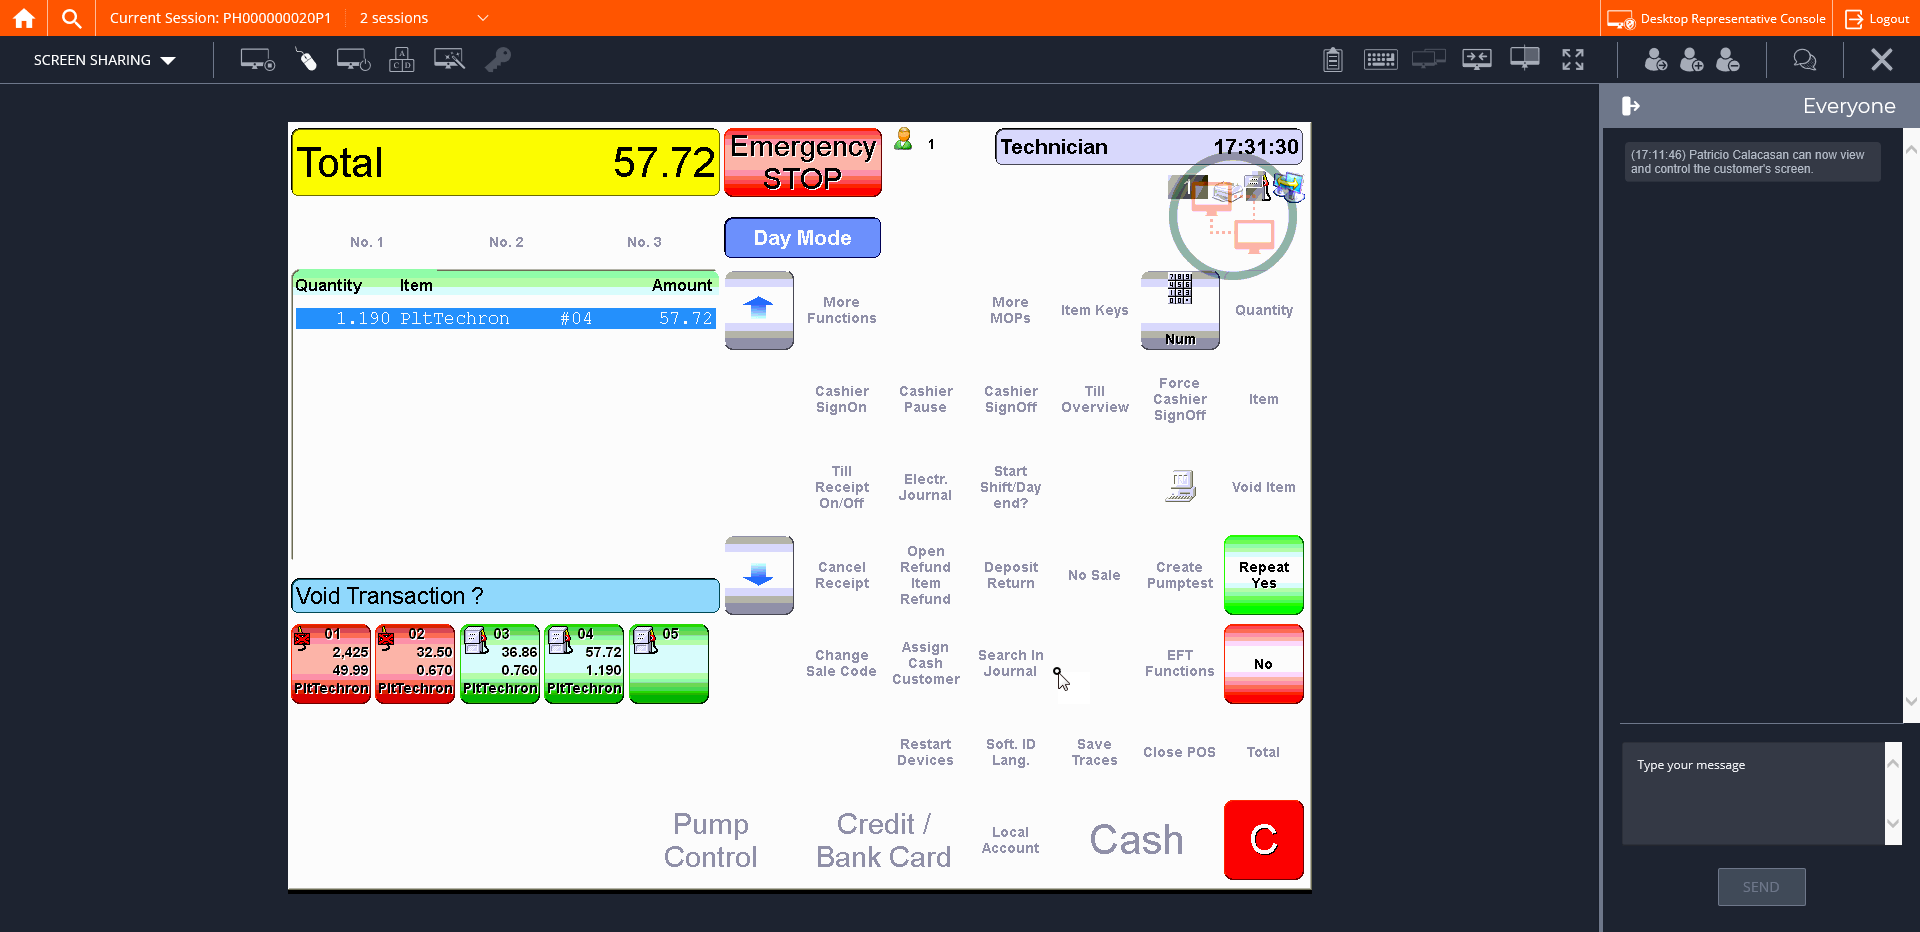 Current Session: PH000000020P1
2 sessions
Desktop Representative Console
Logout
SCREEN SHARING
Everyone
(17:11:46) Patricio Calacasan can now view
and control the customer's screen.
Type your message
SEND
Total 57.72
Emergency
STOP
1
Technician 17:31:30
1
No. 1 No. 2 No. 3
Day Mode
Quantity Item Amount
1.190 PltTechron #04 57.72
More
Functions
More
MOPs
Item Keys
Num
Quantity
Cashier
SignOn
Cashier
Pause
Cashier
SignOff
Till
Overview
Force
Cashier
SignOff
Item
Till
Receipt
On/Off
Electr.
Journal
Start
Shift/Day
end?
Void Item
Cancel
Receipt
Open
Refund
Item
Refund
Deposit
Return
No Sale
Create
Pumptest
Repeat
Yes
Void Transaction ?
01
2,425
49.99
PltTechron
02
32.50
0.670
PltTechron
03
36.86
0.760
PltTechron
04
57.72
1.190
PltTechron
05
Change
Sale Code
Assign
Cash
Customer
Search In
Journal
EFT
Functions
No
Restart
Devices
Soft. ID
Lang.
Save
Traces
Close POS
Total
Pump
Control
Credit /
Bank Card
Local
Account
Cash
C